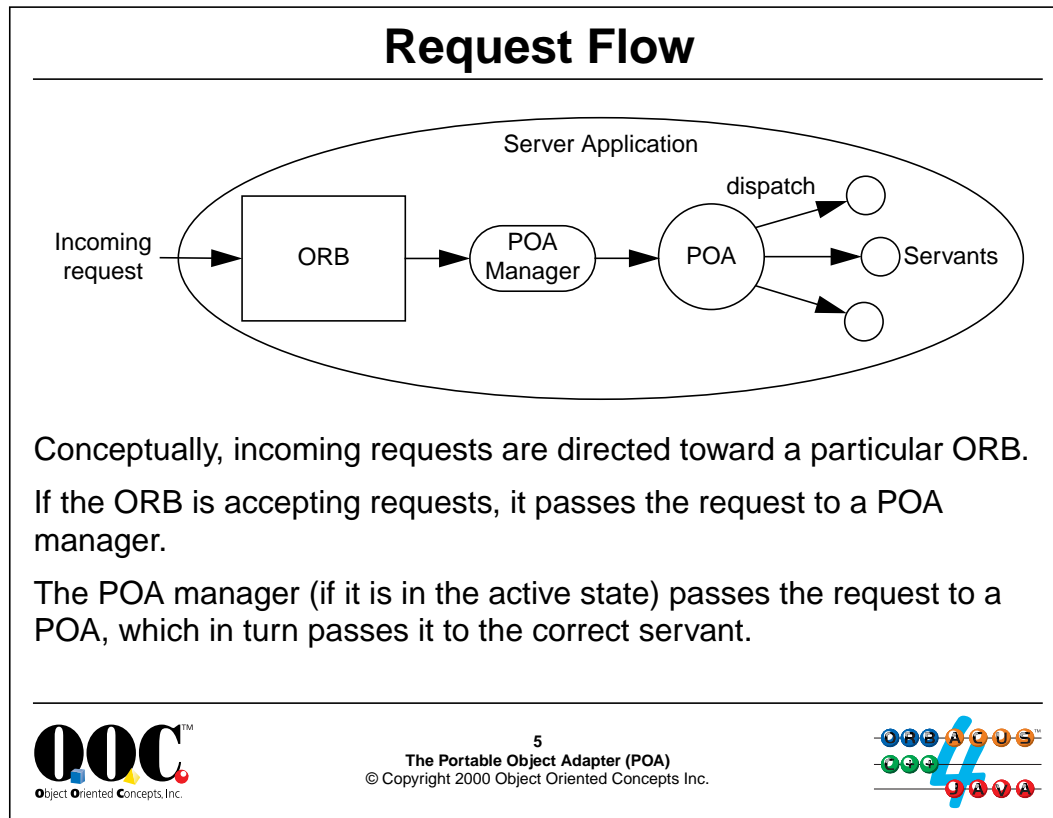 Request Flow
Server Application
dispatch
Incoming
request
ORB
POA
Manager
POA
Servants
Conceptually, incoming requests are directed toward a particular ORB.
If the ORB is accepting requests, it passes the request to a POA
manager.
The POA manager (if it is in the active state) passes the request to a
POA, which in turn passes it to the correct servant.
OOC™
Object Oriented Concepts, Inc.
5
The Portable Object Adapter (POA)
© Copyright 2000 Object Oriented Concepts Inc.
ORBACUS™
C++
4
JAVA